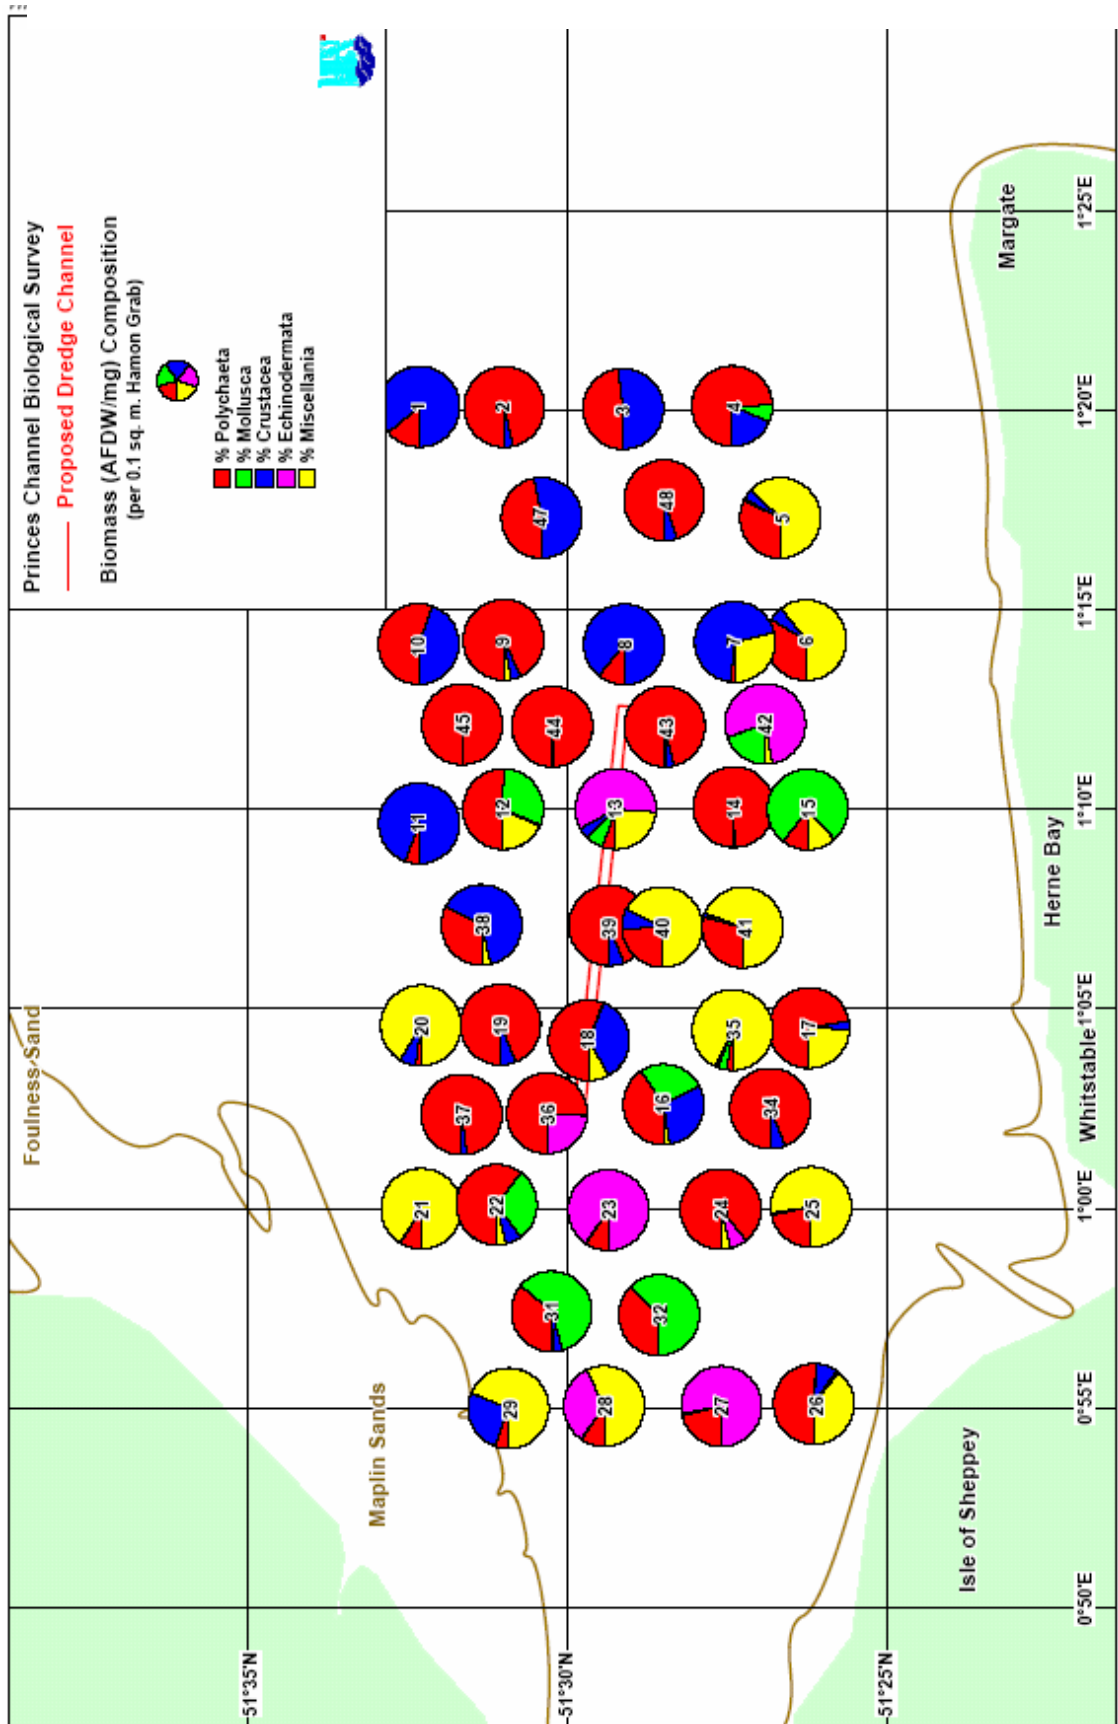 Princes Channel Biological Survey
Proposed Dredge Channel
Biomass (AFDW/mg) Composition
(per 0.1 sq. m. Hamon Grab)
% Polychaeta
% Mollusca
% Crustacea
% Echinodermata
% Miscellania
Foulness Sand
Maplin Sands
Isle of Sheppey
Whitstable
Herne Bay
Margate
51°35'N
51°30'N
51°25'N
0°50'E
0°55'E
1°00'E
1°05'E
1°10'E
1°15'E
1°20'E
1°25'E
29
28
27
26
31
32
21
22
23
24
25
37
36
16
34
20
19
18
35
17
38
39
40
41
11
12
13
14
15
45
44
43
42
10
9
8
7
6
47
48
5
1
2
3
4